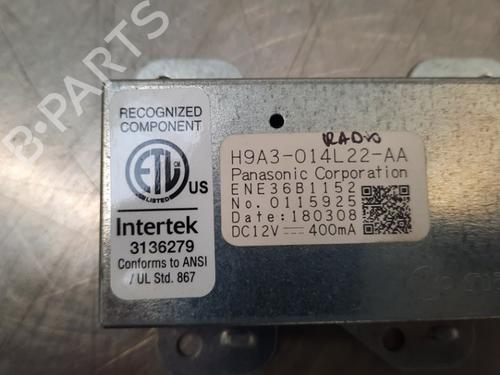 RECOGNIZED
COMPONENT
ETL
CM
LISTED
US
Intertek
3136279
Conforms to ANSI
/ UL Std. 867
RADIO
H9A3-014L22-AA
Panasonic Corporation
ENE36B1152
No. 0115925
Date: 180308
DC12V ⎓ 400mA
B-PARTS